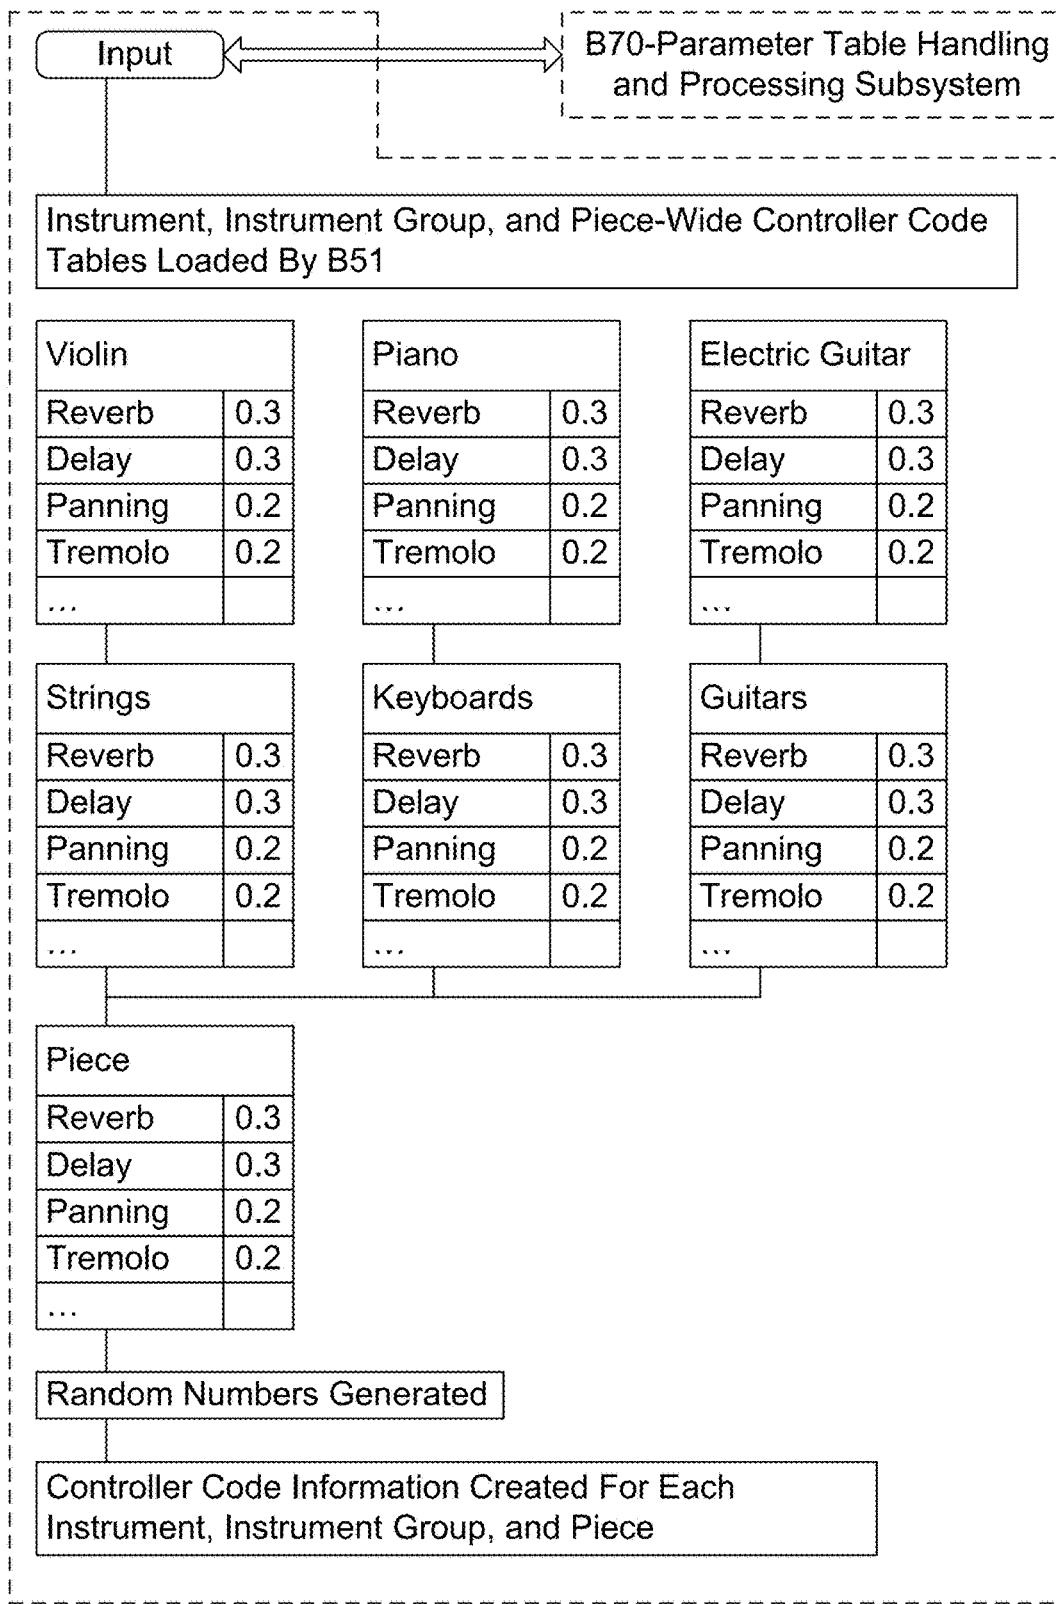 Input
B70-Parameter Table Handling
and Processing Subsystem
Instrument, Instrument Group, and Piece-Wide Controller Code
Tables Loaded By B51
Violin
Reverb 0.3
Delay 0.3
Panning 0.2
Tremolo 0.2
...
Piano
Reverb 0.3
Delay 0.3
Panning 0.2
Tremolo 0.2
...
Electric Guitar
Reverb 0.3
Delay 0.3
Panning 0.2
Tremolo 0.2
...
Strings
Reverb 0.3
Delay 0.3
Panning 0.2
Tremolo 0.2
...
Keyboards
Reverb 0.3
Delay 0.3
Panning 0.2
Tremolo 0.2
...
Guitars
Reverb 0.3
Delay 0.3
Panning 0.2
Tremolo 0.2
...
Piece
Reverb 0.3
Delay 0.3
Panning 0.2
Tremolo 0.2
...
Random Numbers Generated
Controller Code Information Created For Each
Instrument, Instrument Group, and Piece